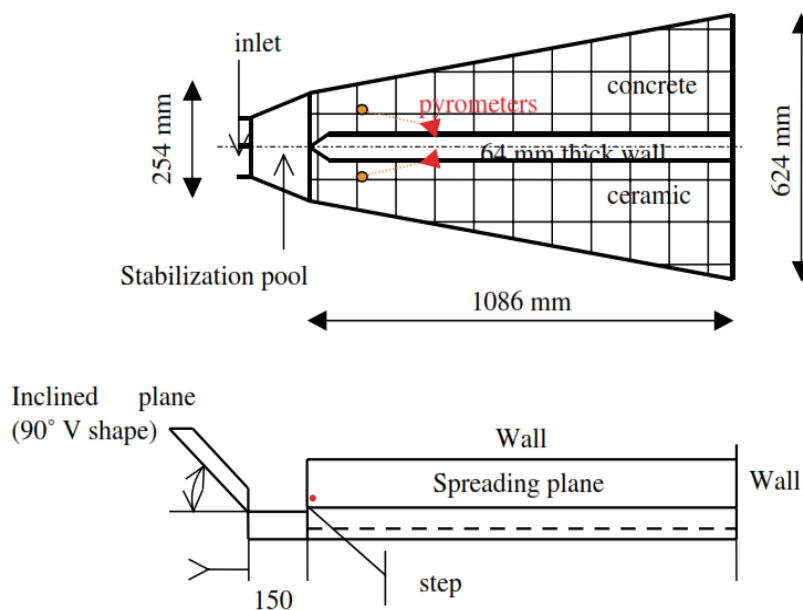 inlet
concrete
pyrometers
254 mm
64 mm thick wall
624 mm
ceramic
Stabilization pool
1086 mm
Inclined plane
(90° V shape)
Wall
Spreading plane
Wall
step
150